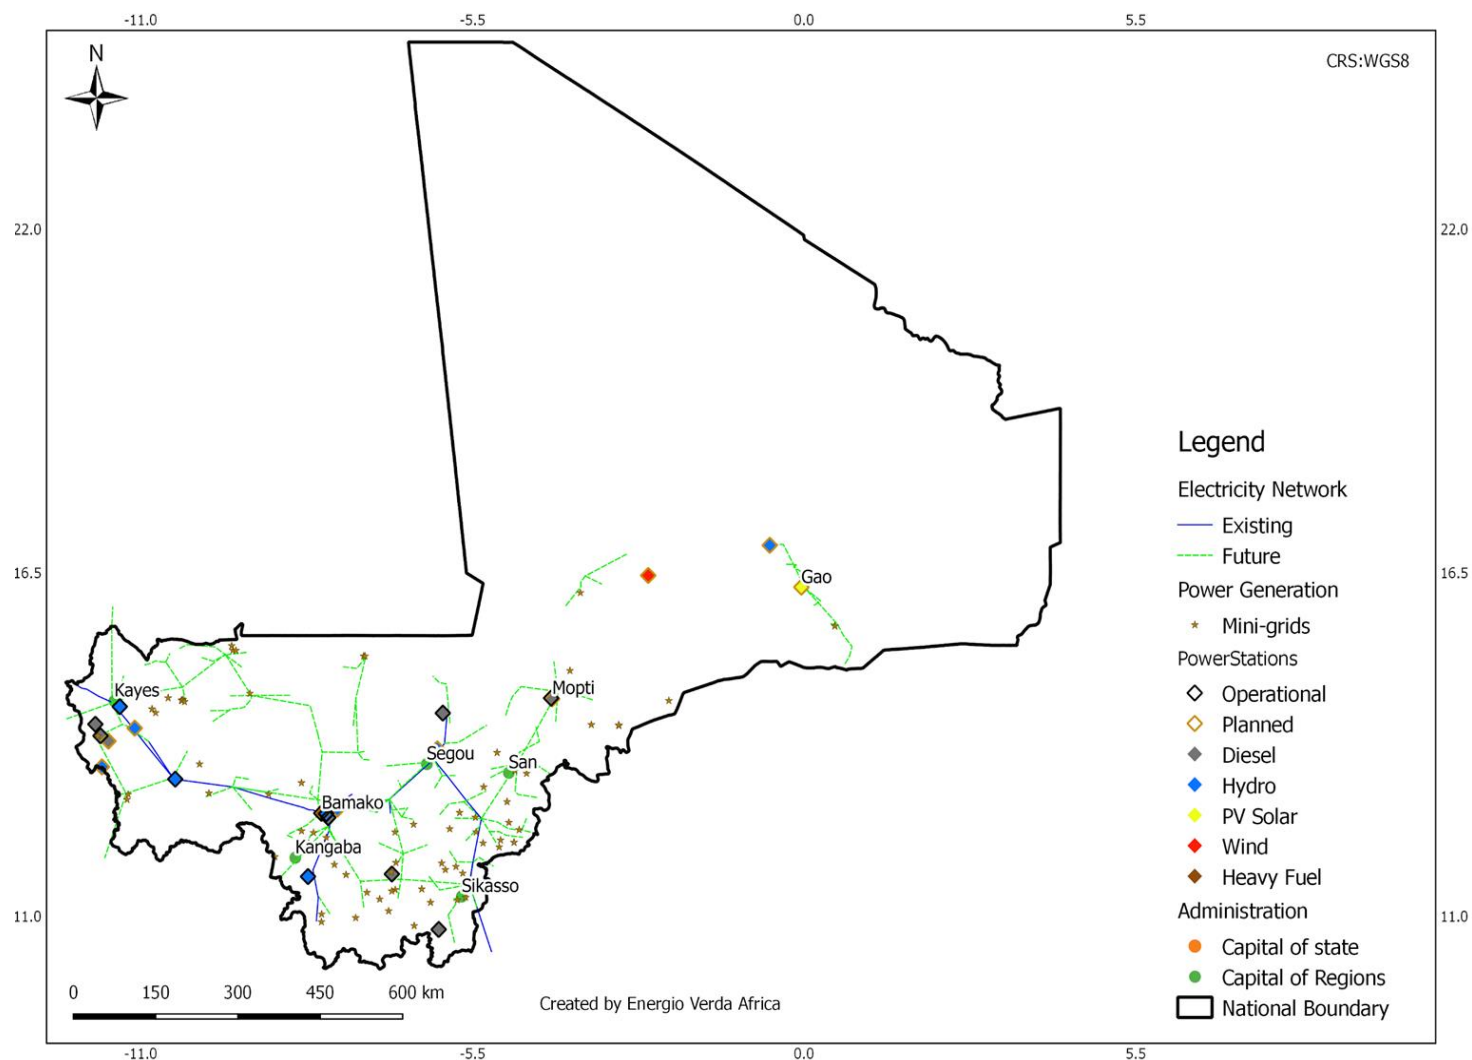 -11.0 -5.5 0.0 5.5
N
CRS:WGS8
22.0 22.0
16.5 16.5
11.0 11.0
Gao
Kayes
Mopti
Segou
San
Bamako
Kangaba
Sikasso
Legend
Electricity Network
Existing
Future
Power Generation
Mini-grids
PowerStations
Operational
Planned
Diesel
Hydro
PV Solar
Wind
Heavy Fuel
Administration
Capital of state
Capital of Regions
National Boundary
0 150 300 450 600 km
Created by Energio Verda Africa
-11.0 -5.5 0.0 5.5